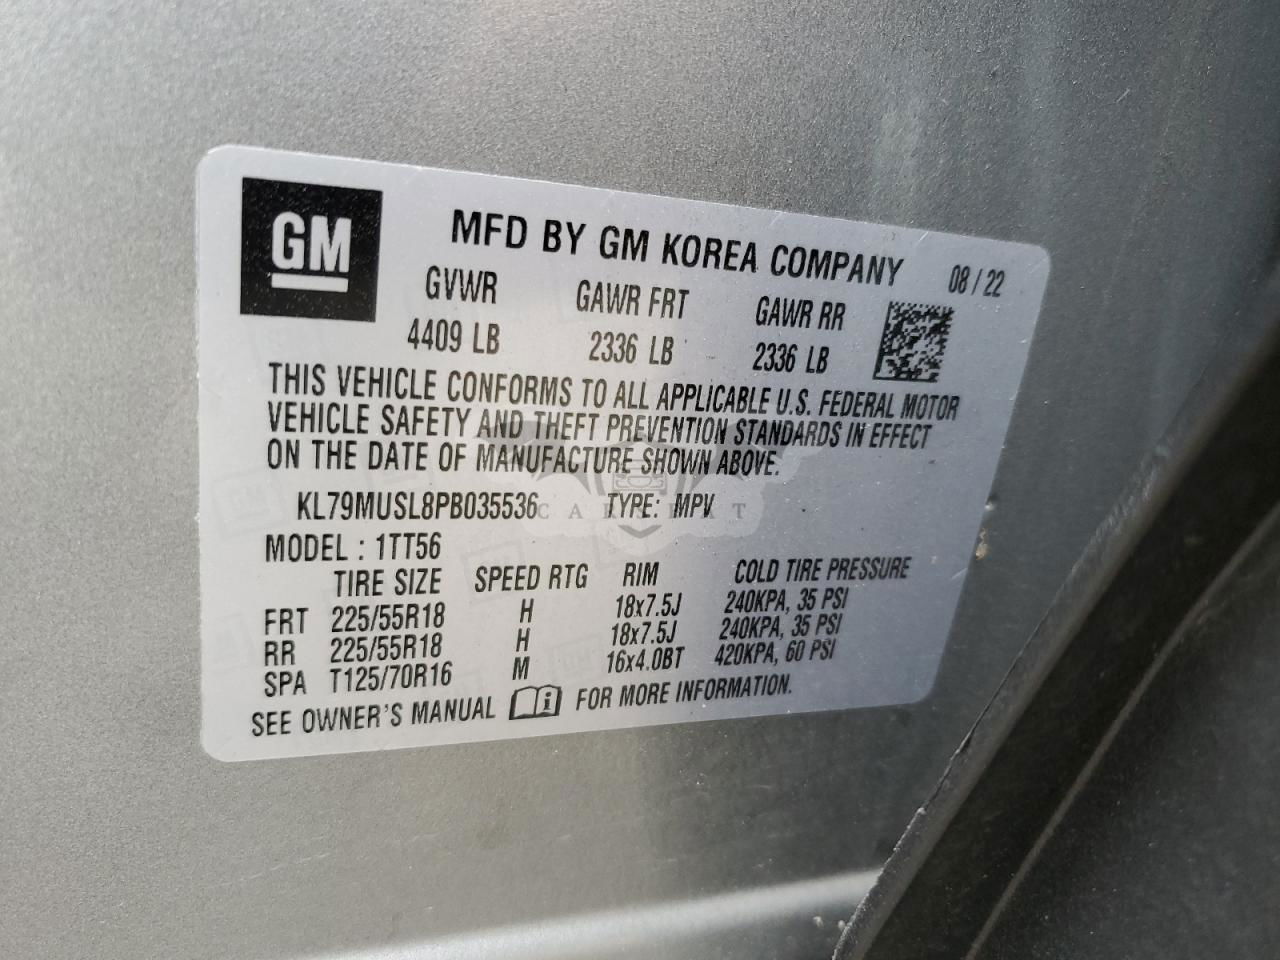 GM
MFD BY GM KOREA COMPANY 08 / 22
GVWR GAWR FRT GAWR RR
4409 LB 2336 LB 2336 LB
THIS VEHICLE CONFORMS TO ALL APPLICABLE U.S. FEDERAL MOTOR
VEHICLE SAFETY AND THEFT PREVENTION STANDARDS IN EFFECT
ON THE DATE OF MANUFACTURE SHOWN ABOVE.
KL79MUSL8PB035536 TYPE: MPV
MODEL : 1TT56
TIRE SIZE SPEED RTG RIM COLD TIRE PRESSURE
FRT 225/55R18 H 18x7.5J 240KPA, 35 PSI
RR 225/55R18 H 18x7.5J 240KPA, 35 PSI
SPA T125/70R16 M 16x4.0BT 420KPA, 60 PSI
SEE OWNER'S MANUAL FOR MORE INFORMATION.